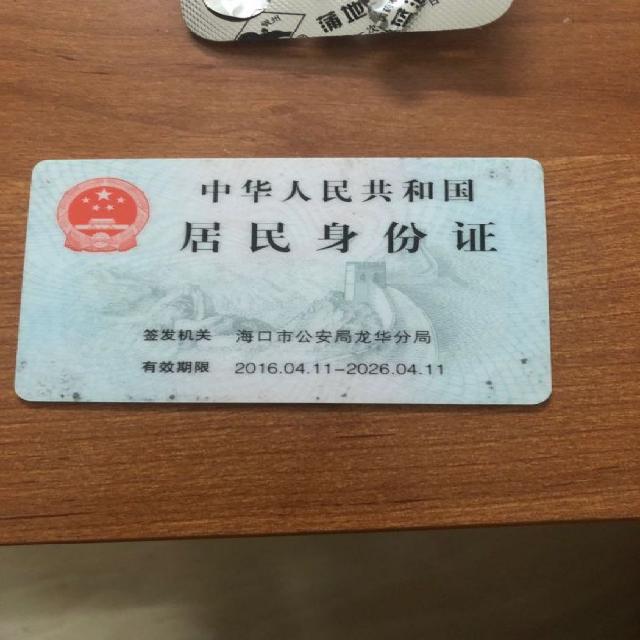 蒲地蓝
中华人民共和国
居民身份证
签发机关 海口市公安局龙华分局
有效期限 2016.04.11-2026.04.11